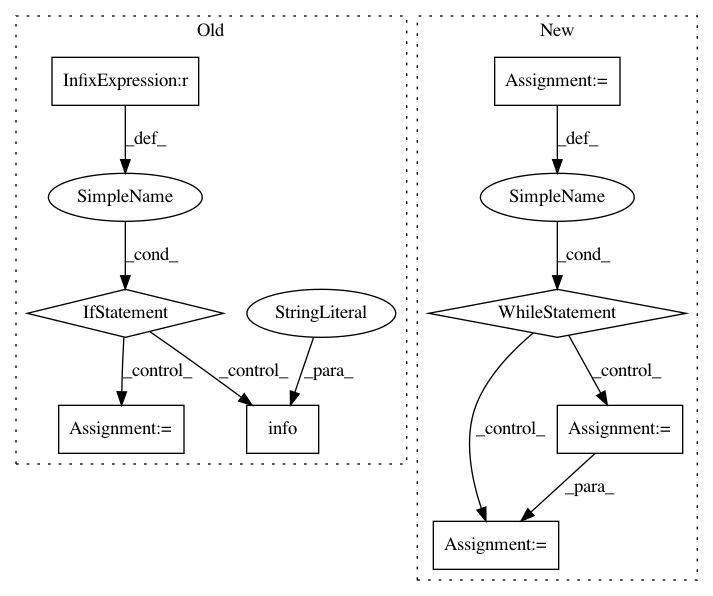 Old
New
InfixExpression:r
Assignment:=
_def_
_def_
SimpleName
SimpleName
_cond_
_cond_
IfStatement
StringLiteral
WhileStatement
_control_
_control_
_para_
_control_
_control_
Assignment:=
info
Assignment:=
_para_
Assignment:=